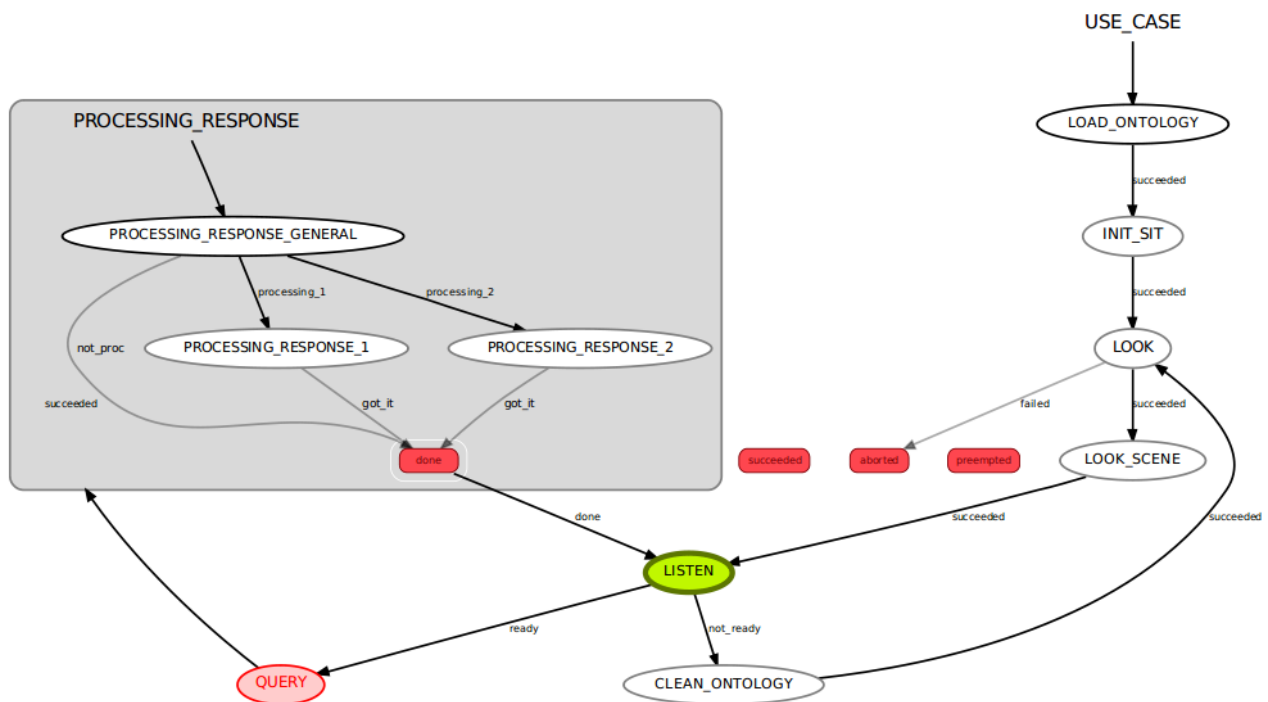 USE_CASE
PROCESSING_RESPONSE
LOAD_ONTOLOGY
succeeded
PROCESSING_RESPONSE_GENERAL
INIT_SIT
processing_1
processing_2
succeeded
not_proc
PROCESSING_RESPONSE_1
PROCESSING_RESPONSE_2
LOOK
succeeded
got_it
got_it
failed
succeeded
done
succeeded
aborted
preempted
LOOK_SCENE
done
succeeded
succeeded
LISTEN
ready
not_ready
QUERY
CLEAN_ONTOLOGY